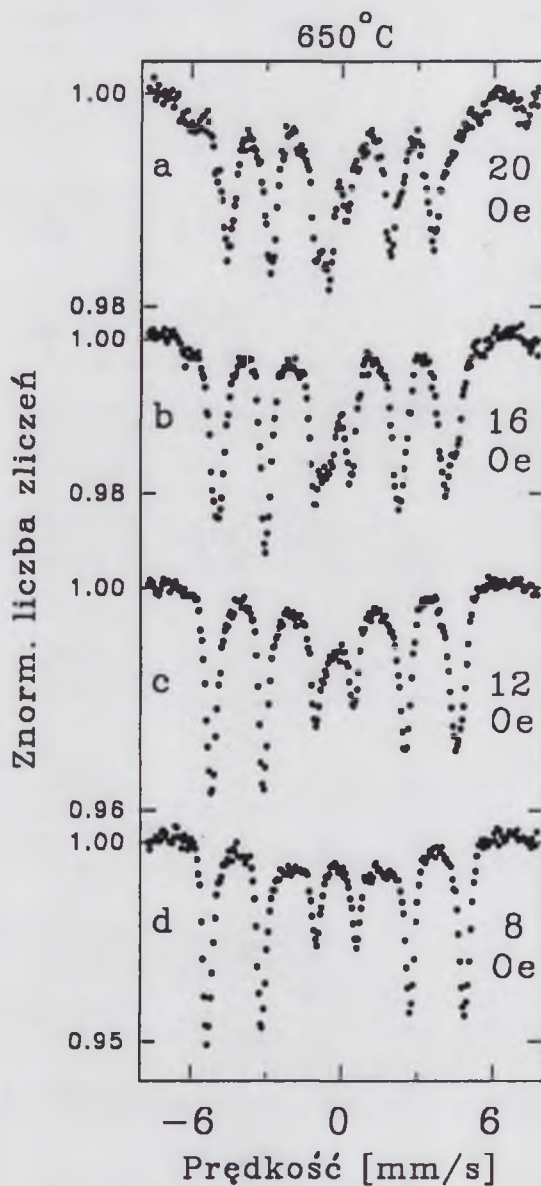 650°C
1.00
a
20
Oe
0.98
1.00
b
16
Oe
0.98
1.00
c
12
Oe
0.96
1.00
d
8
Oe
0.95
-6 0 6
Prędkość [mm/s]
Znorm. liczba zliczeń